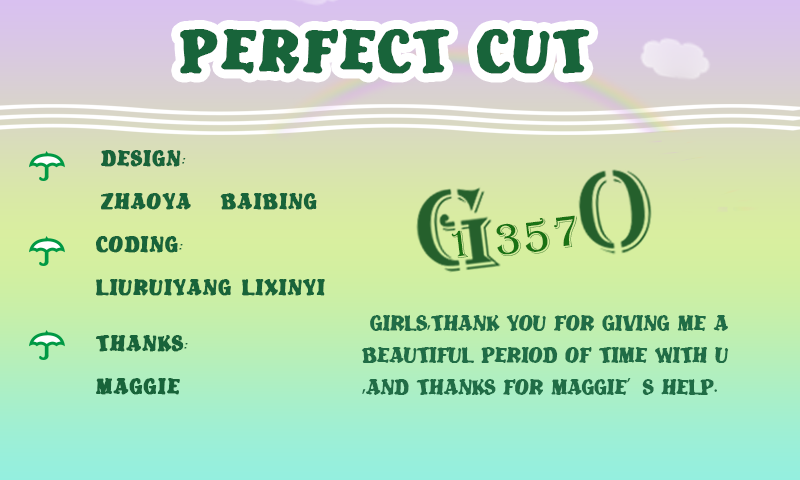 PERFECT CUT
DESIGN:
ZHAOYA BAIBING
CODING:
LIURUIYANG LIXINYI
THANKS:
MAGGIE
G13570
GIRLS,THANK YOU FOR GIVING ME A
BEAUTIFUL PERIOD OF TIME WITH U
,AND THANKS FOR MAGGIE' S HELP.